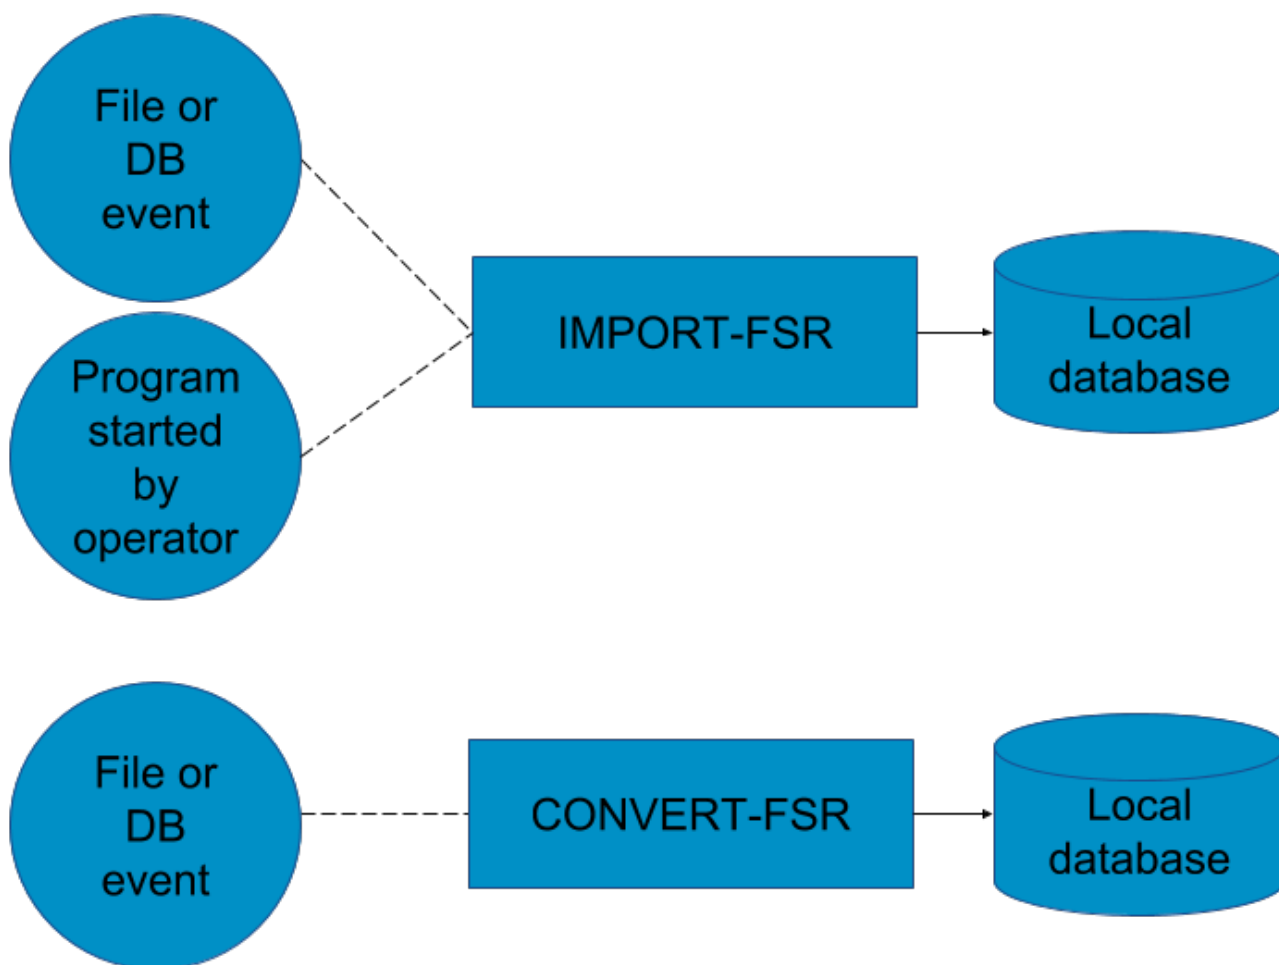 File or
DB
event
Program
started
by
operator
IMPORT-FSR
Local
database
File or
DB
event
CONVERT-FSR
Local
database